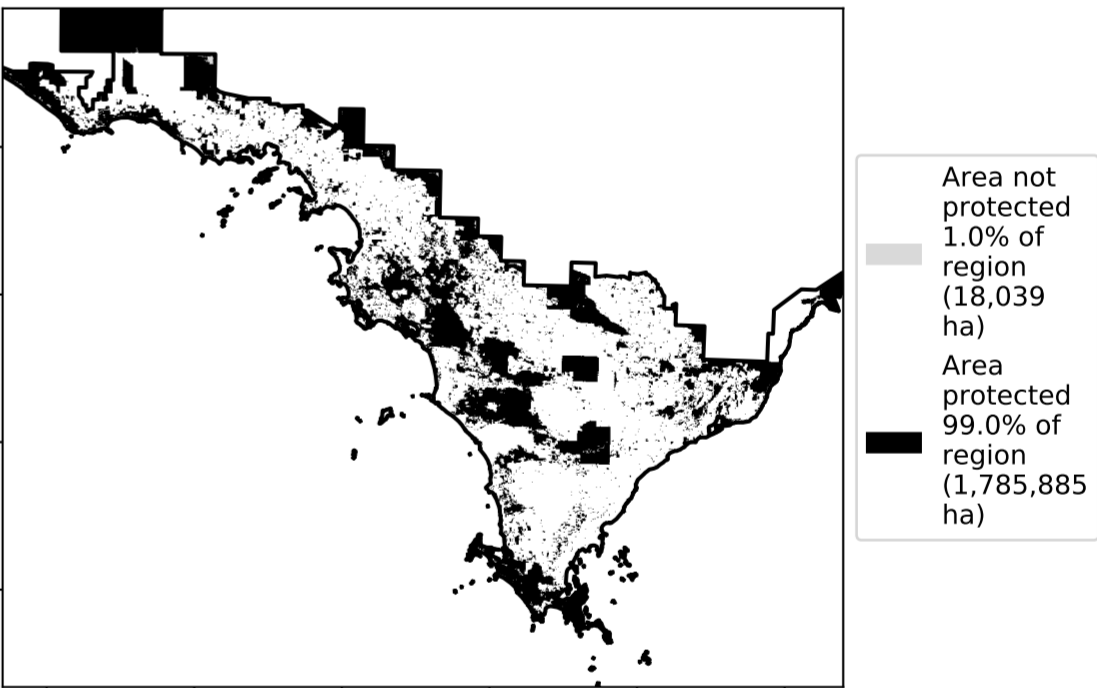 Area not
protected
1.0% of
region
(18,039
ha)
Area
protected
99.0% of
region
(1,785,885
ha)